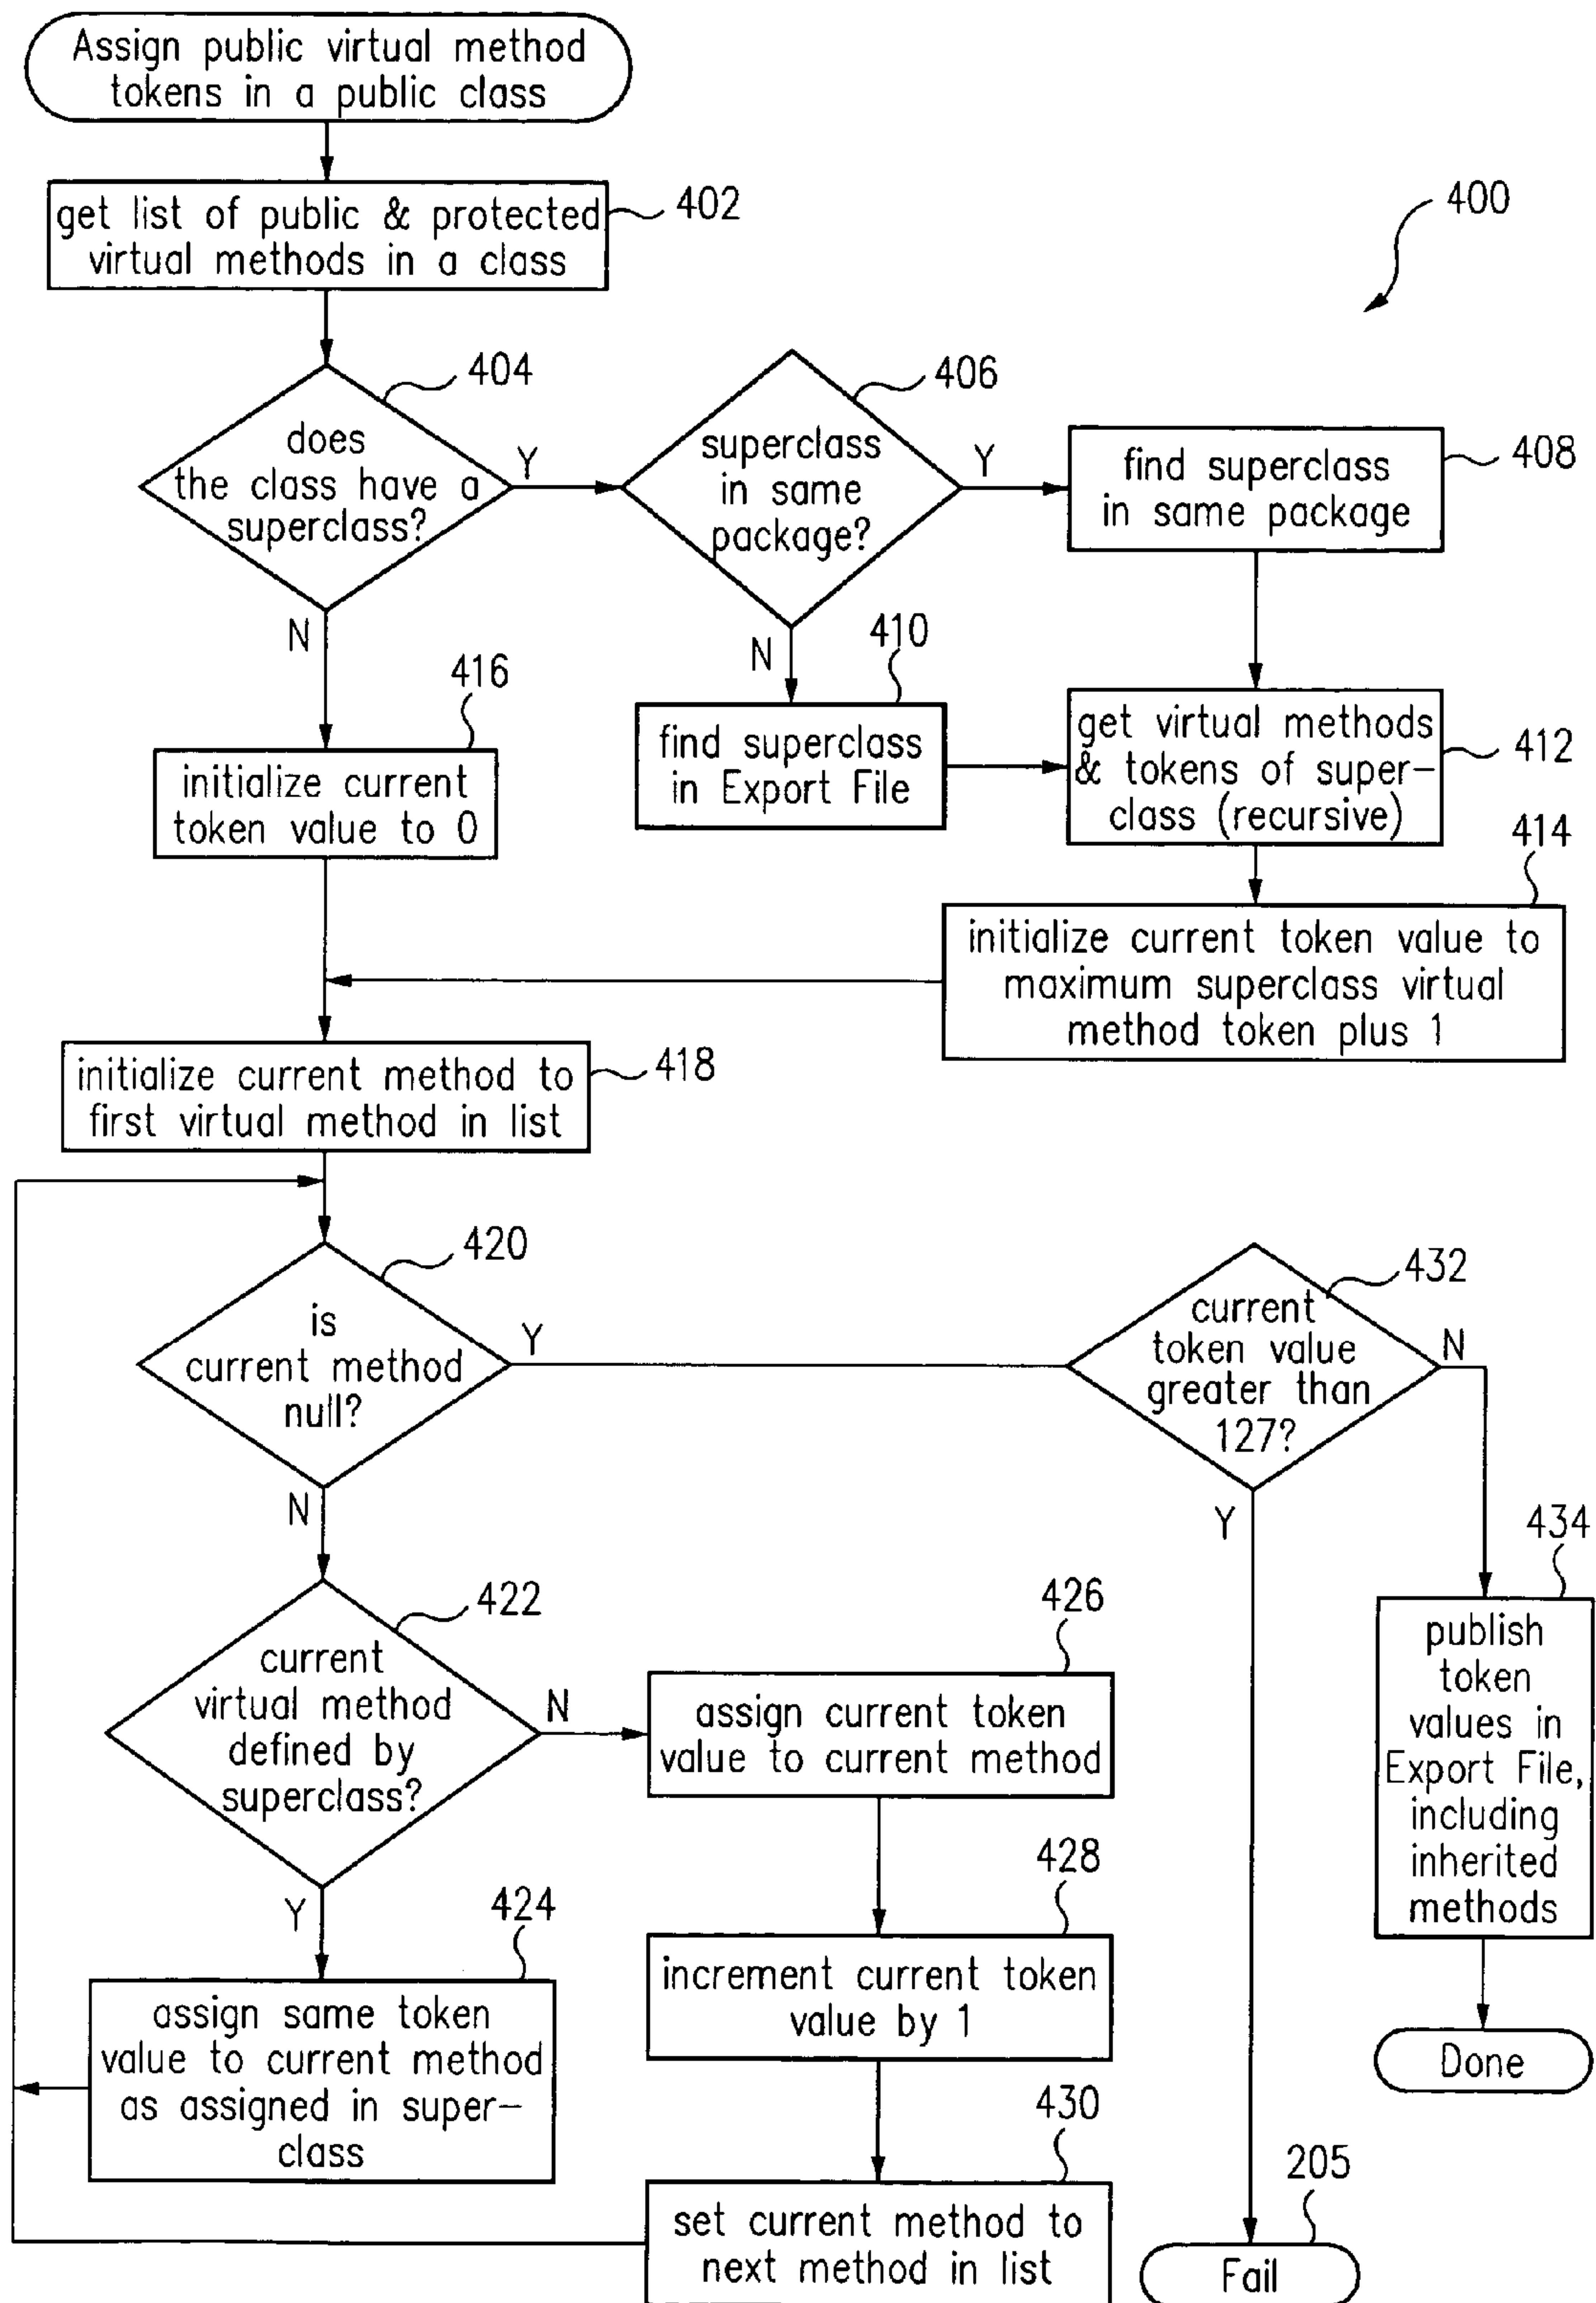 Assign public virtual method
tokens in a public class
get list of public & protected
virtual methods in a class
402
400
does
the class have a
superclass?
404
Y
N
superclass
in same
package?
406
Y
N
find superclass
in same package
408
416
initialize current
token value to 0
410
find superclass
in Export File
get virtual methods
& tokens of super-
class (recursive)
412
414
initialize current token value to
maximum superclass virtual
method token plus 1
initialize current method to
first virtual method in list
418
is
current method
null?
420
Y
N
current
token value
greater than
127?
432
N
Y
current
virtual method
defined by
superclass?
422
N
Y
426
assign current token
value to current method
434
publish
token
values in
Export File,
including
inherited
methods
424
assign same token
value to current method
as assigned in super-
class
428
increment current token
value by 1
Done
430
set current method to
next method in list
205
Fail